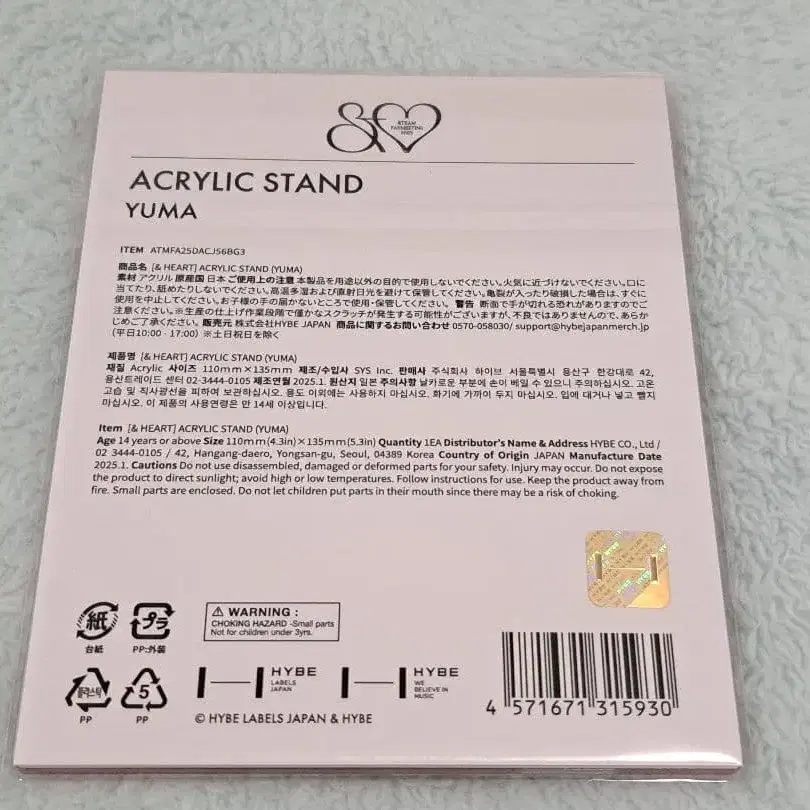 &TEAM
FANMEETING
2025
ACRYLIC STAND
YUMA
ITEM ATMFA25DACJ56BG3
商品名 [& HEART] ACRYLIC STAND (YUMA)
素材 アクリル 原産国 日本 ご使用上の注意 本製品を用途以外の目的で使用しないでください。火気に近づけないでください。口に
当てたり、舐めたりしないでください。高温多湿および直射日光を避けて保管してください。亀裂が入ったり破損した場合は、すぐに
使用を中止してください。お子様の手の届かないところで使用・保管してください。 警告 断面で手が切れる恐れがありますのでご
注意ください。※生産の仕上げ作業段階で僅かなスクラッチが発生する可能性がございますが、不良ではありませんので、あらか
じめご了承ください。 販売元 株式会社HYBE JAPAN 商品に関するお問い合わせ 0570-058030/ support@hybejapanmerch.jp
(平日10:00 - 17:00) ※土日祝日を除く
제품명 [& HEART] ACRYLIC STAND (YUMA)
재질 Acrylic 사이즈 110mm×135mm 제조/수입사 SYS Inc. 판매사 주식회사 하이브 서울특별시 용산구 한강대로 42,
용산트레이드 센터 02-3444-0105 제조연월 2025.1. 원산지 일본 주의사항 날카로운 부분에 손이 베일 수 있으니 주의하십시오. 고온
고습 및 직사광선을 피하여 보관하십시오. 용도 이외에는 사용하지 마십시오. 화기에 가까이 두지 마십시오. 입에 대거나 넣고 빨지
마십시오. 이 제품의 사용연령은 만 14세 이상입니다.
Item [& HEART] ACRYLIC STAND (YUMA)
Age 14 years or above Size 110mm(4.3in)×135mm(5.3in) Quantity 1EA Distributor's Name & Address HYBE CO., Ltd /
02 3444-0105 / 42, Hangang-daero, Yongsan-gu, Seoul, 04389 Korea Country of Origin JAPAN Manufacture Date
2025.1. Cautions Do not use disassembled, damaged or deformed parts for your safety. Injury may occur. Do not expose
the product to direct sunlight; avoid high or low temperatures. Follow instructions for use. Keep the product away from
fire. Small parts are enclosed. Do not let children put parts in their mouth since there may be a risk of choking.
HYBE
紙
台紙
プラ
PP:外装
⚠ WARNING :
CHOKING HAZARD -Small parts
Not for children under 3yrs.
플라스틱
PP
5
PP
HYBE
LABELS
JAPAN
HYBE
WE
BELIEVE IN
MUSIC
© HYBE LABELS JAPAN & HYBE
4 571671 315930